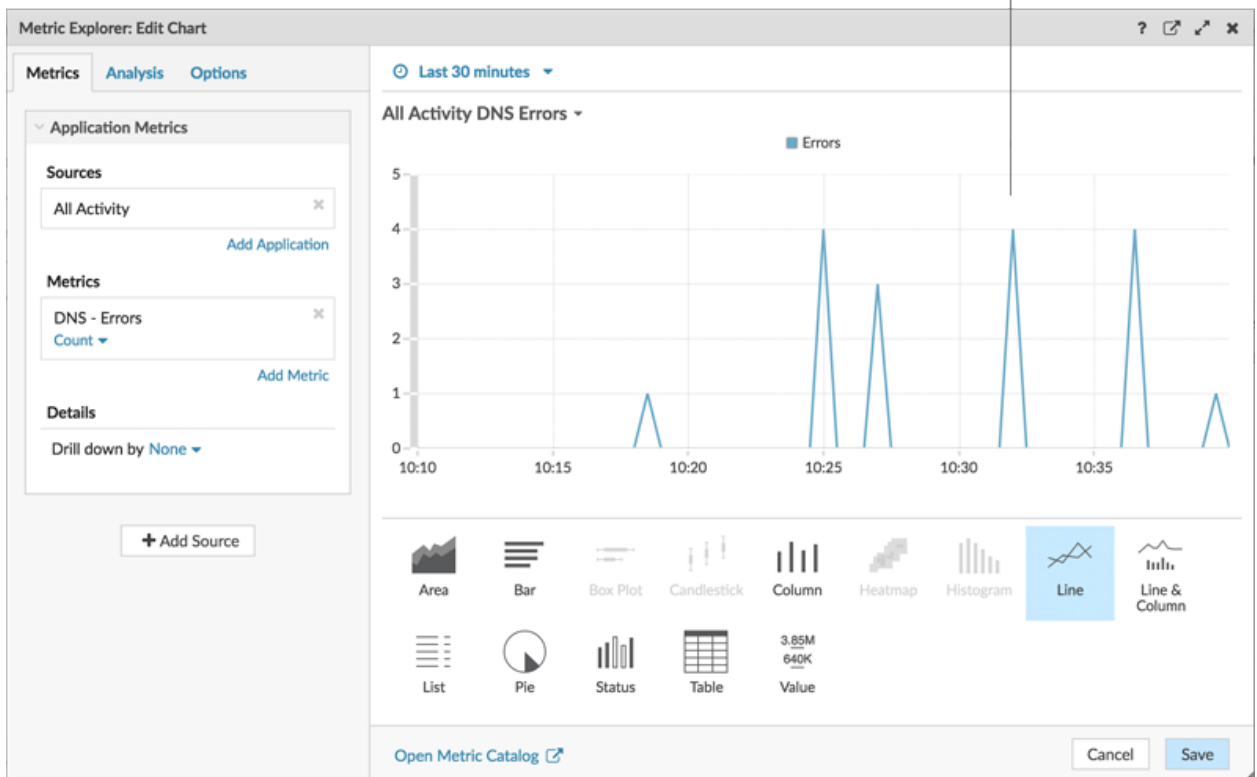 Metric Explorer: Edit Chart
?
Metrics Analysis Options
Application Metrics
Sources
All Activity
Add Application
Metrics
DNS - Errors
Count
Add Metric
Details
Drill down by None
+ Add Source
Last 30 minutes
All Activity DNS Errors
Errors
5
4
3
2
1
0
10:10 10:15 10:20 10:25 10:30 10:35
Area Bar Box Plot Candlestick Column Heatmap Histogram Line Line &
Column
3.85M
640K
List Pie Status Table Value
Open Metric Catalog
Cancel Save